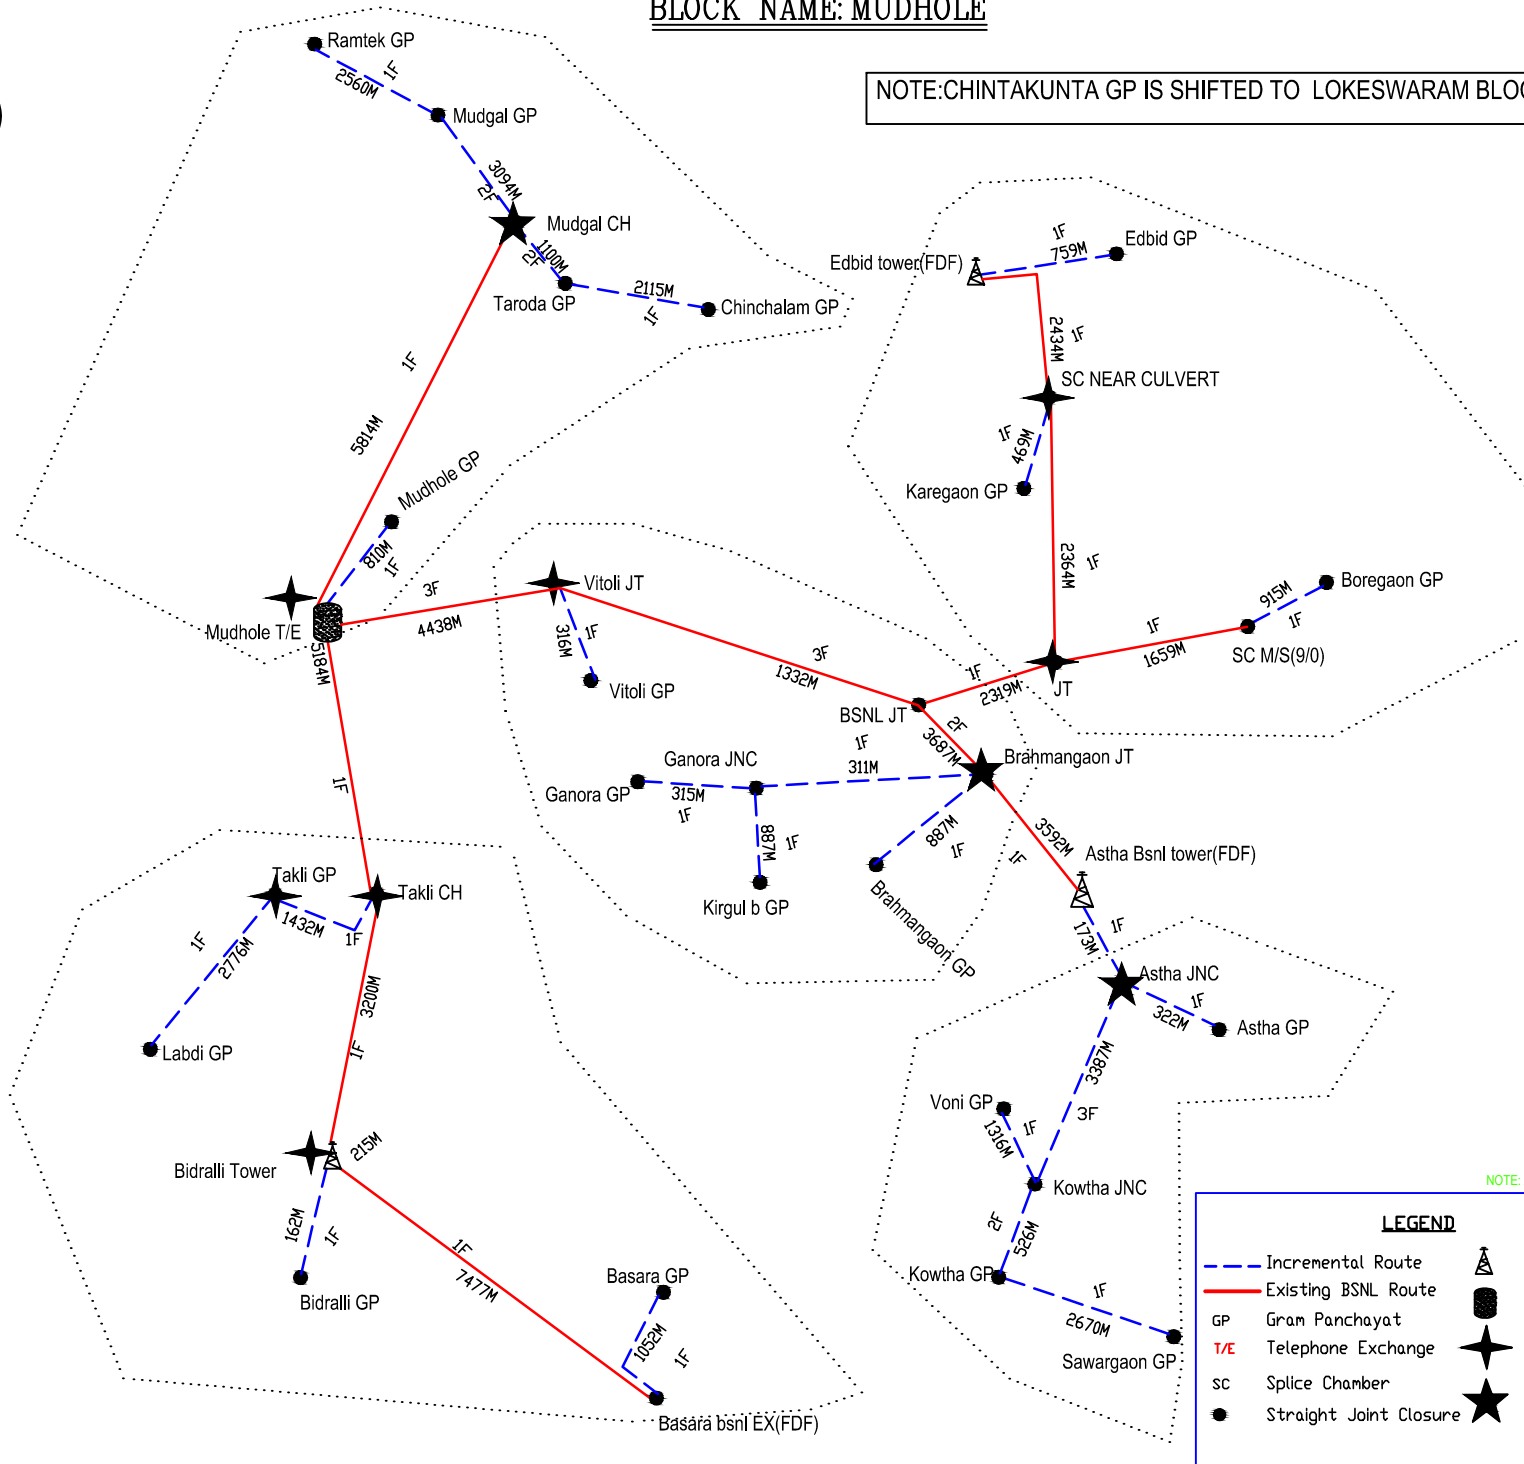 BLOCK NAME: MUDHOLE
NOTE:CHINTAKUNTA GP IS SHIFTED TO LOKESWARAM
Ramtek GP
1F
2560M
Mudgal GP
3094M
2F
Mudgal CH
1100M
2F
Taroda GP
2115M
1F
Chinchalam GP
1F
5814M
Mudhole GP
810M
1F
Mudhole T/E
5184M
3F
4438M
Vitoli JT
316M
1F
Vitoli GP
3F
1332M
BSNL JT
Edbid tower(FDF)
1F
759M
Edbid GP
2434M
1F
SC NEAR CULVERT
1F
469M
Karegaon GP
2364M
1F
Boregaon GP
915M
1F
SC M/S(9/0)
1F
1659M
JT
1F
2319M
2F
3687M
Brahmangaon JT
1F
311M
Ganora JNC
Ganora GP
315M
1F
887M
1F
Kirgul b GP
887M
1F
Brahmangaon GP
3592M
1F
Astha Bsnl tower(FDF)
1F
173M
Astha JNC
1F
322M
Astha GP
3387M
3F
Voni GP
1F
1316M
Kowtha JNC
2F
526M
Kowtha GP
1F
2670M
Sawargaon GP
1F
Takli GP
Takli CH
1432M
1F
1F
2776M
Labdi GP
3200M
1F
215M
Bidralli Tower
162M
1F
Bidralli GP
1F
7477M
Basara GP
1052M
1F
Basara bsnl EX(FDF)
NOTE:
LEGEND
Incremental Route
Existing BSNL Route
GP Gram Panchayat
T/E Telephone Exchange
SC Splice Chamber
Straight Joint Closure